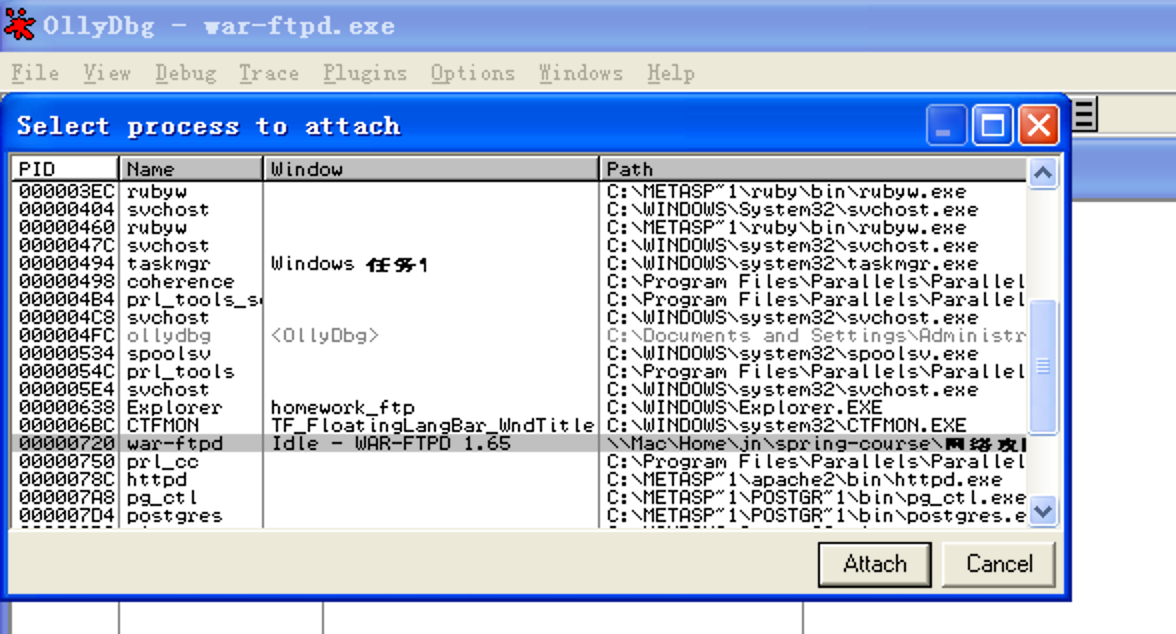 OllyDbg - war-ftpd.exe
File View Debug Trace Plugins Options Windows Help
Select process to attach
PID Name Window Path
000003EC rubyw C:\METASP~1\ruby\bin\rubyw.exe
00000404 svchost C:\WINDOWS\System32\svchost.exe
00000460 rubyw C:\METASP~1\ruby\bin\rubyw.exe
0000047C svchost C:\WINDOWS\system32\svchost.exe
00000494 taskmgr Windows 任务 C:\WINDOWS\system32\taskmgr.exe
00000498 coherence C:\Program Files\Parallels\Parallel
000004B4 prl_tools_s C:\Program Files\Parallels\Parallel
000004C8 svchost C:\WINDOWS\system32\svchost.exe
000004FC ollydbg <OllyDbg> C:\Documents and Settings\Administr
00000534 spoolsv C:\WINDOWS\system32\spoolsv.exe
0000054C prl_tools C:\Program Files\Parallels\Parallel
000005E4 svchost C:\WINDOWS\system32\svchost.exe
00000638 Explorer homework_ftp C:\WINDOWS\Explorer.EXE
000006BC CTFMON TF_FloatingLangBar_WndTitle C:\WINDOWS\system32\CTFMON.EXE
00000720 war-ftpd Idle - WAR-FTPD 1.65 \\Mac\Home\jn\spring-course\网络攻
00000750 prl_cc C:\Program Files\Parallels\Parallel
0000078C httpd C:\METASP~1\apache2\bin\httpd.exe
000007A8 pg_ctl C:\METASP~1\POSTGR~1\bin\pg_ctl.exe
000007D4 postgres C:\METASP~1\POSTGR~1\bin\postgres.e
Attach Cancel